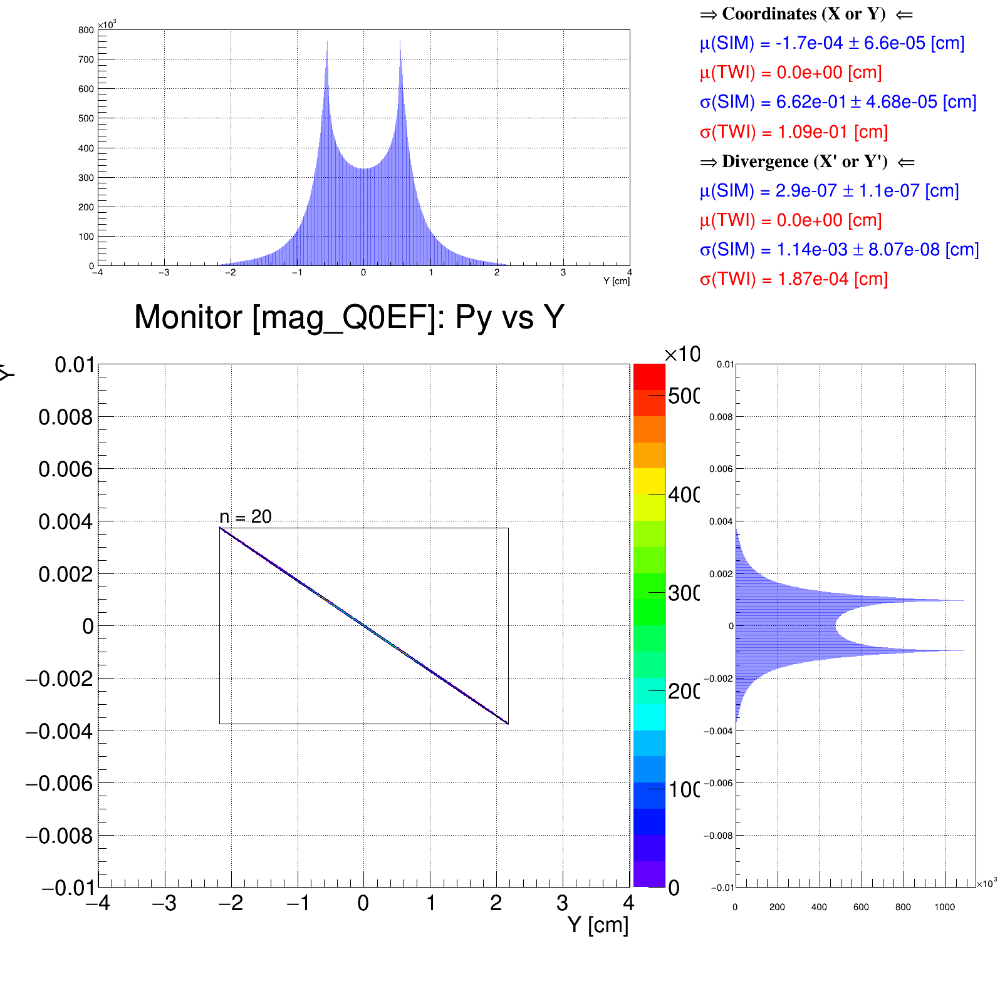 ×10³
800
700
600
500
400
300
200
100
0
−4 −3 −2 −1 0 1 2 3 4
Y [cm]
⇒ Coordinates (X or Y) ⇐
μ(SIM) = -1.7e-04 ± 6.6e-05 [cm]
μ(TWI) = 0.0e+00 [cm]
σ(SIM) = 6.62e-01 ± 4.68e-05 [cm]
σ(TWI) = 1.09e-01 [cm]
⇒ Divergence (X' or Y') ⇐
μ(SIM) = 2.9e-07 ± 1.1e-07 [cm]
μ(TWI) = 0.0e+00 [cm]
σ(SIM) = 1.14e-03 ± 8.07e-08 [cm]
σ(TWI) = 1.87e-04 [cm]
Monitor [mag_Q0EF]: Py vs Y
Y'
0.01
0.008
0.006
0.004
0.002
0
−0.002
−0.004
−0.006
−0.008
−0.01
n = 20
−4 −3 −2 −1 0 1 2 3 4
Y [cm]
×10
500
400
300
200
100
0
0.01
0.008
0.006
0.004
0.002
0
−0.002
−0.004
−0.006
−0.008
−0.01
×10³
0 200 400 600 800 1000